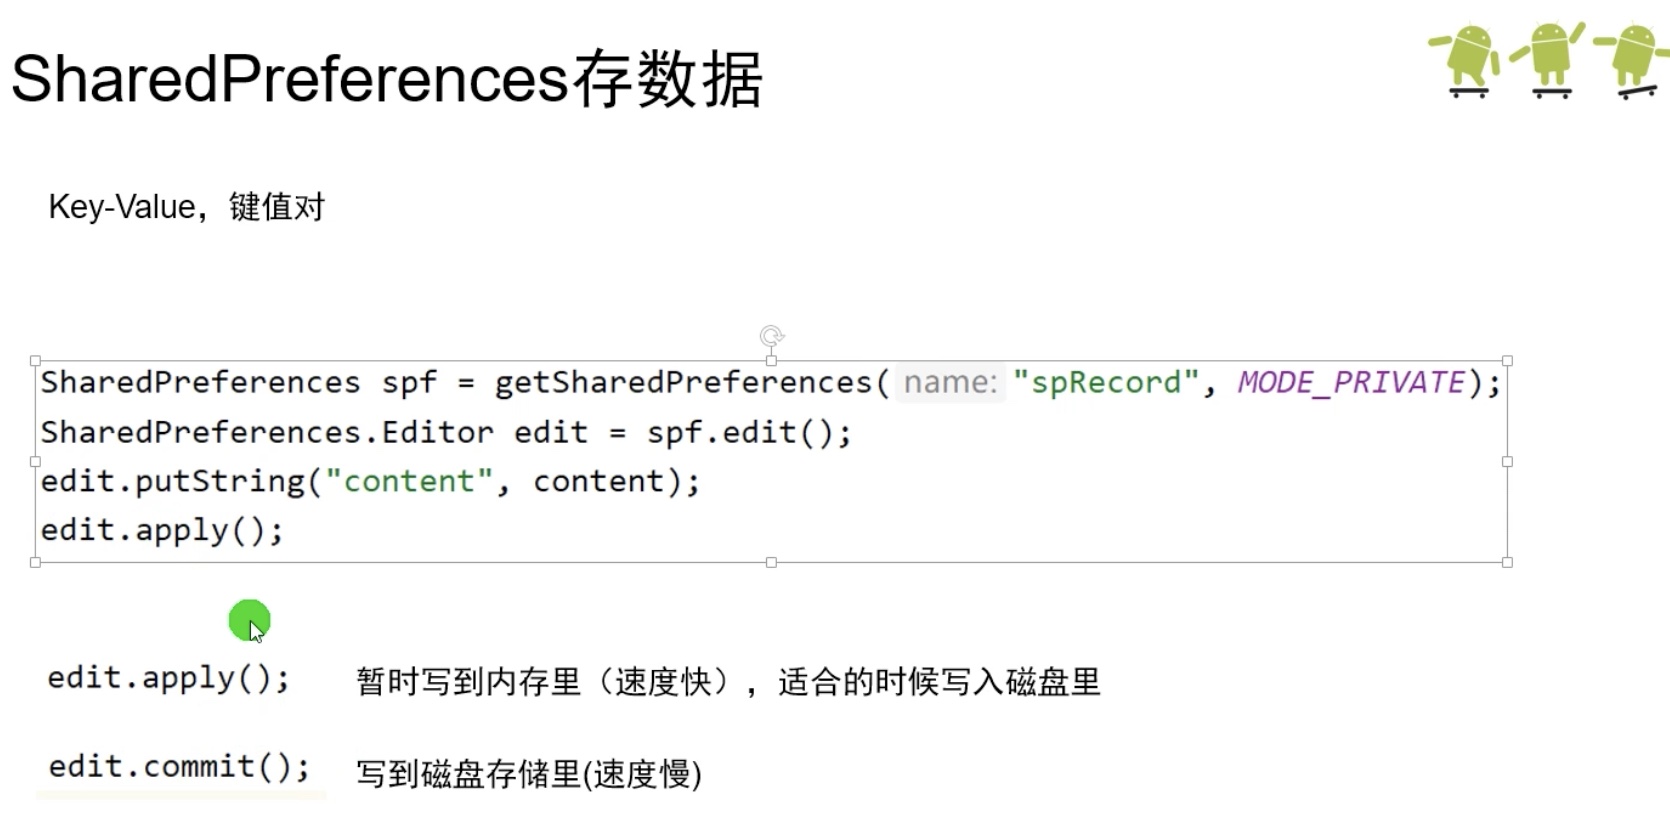 SharedPreferences存数据
Key-Value，键值对
SharedPreferences spf = getSharedPreferences( name: "spRecord", MODE_PRIVATE);
SharedPreferences.Editor edit = spf.edit();
edit.putString("content", content);
edit.apply();
edit.apply(); 暂时写到内存里（速度快），适合的时候写入磁盘里
edit.commit(); 写到磁盘存储里(速度慢)